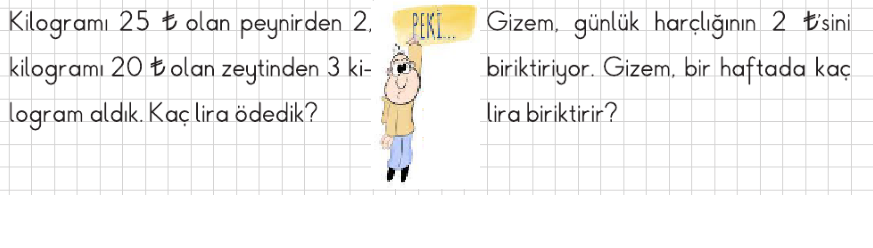 Kilogramı 25 ₺ olan peynirden 2,
kilogramı 20 ₺ olan zeytinden 3 ki-
logram aldık. Kaç lira ödedik?
PEKİ...
Gizem, günlük harçlığının 2 ₺'sini
biriktiriyor. Gizem, bir haftada kaç
lira biriktirir?